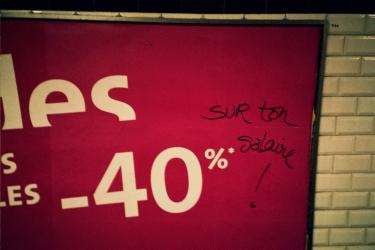 des
sur ton
salaire
!
S
LES
-40%*